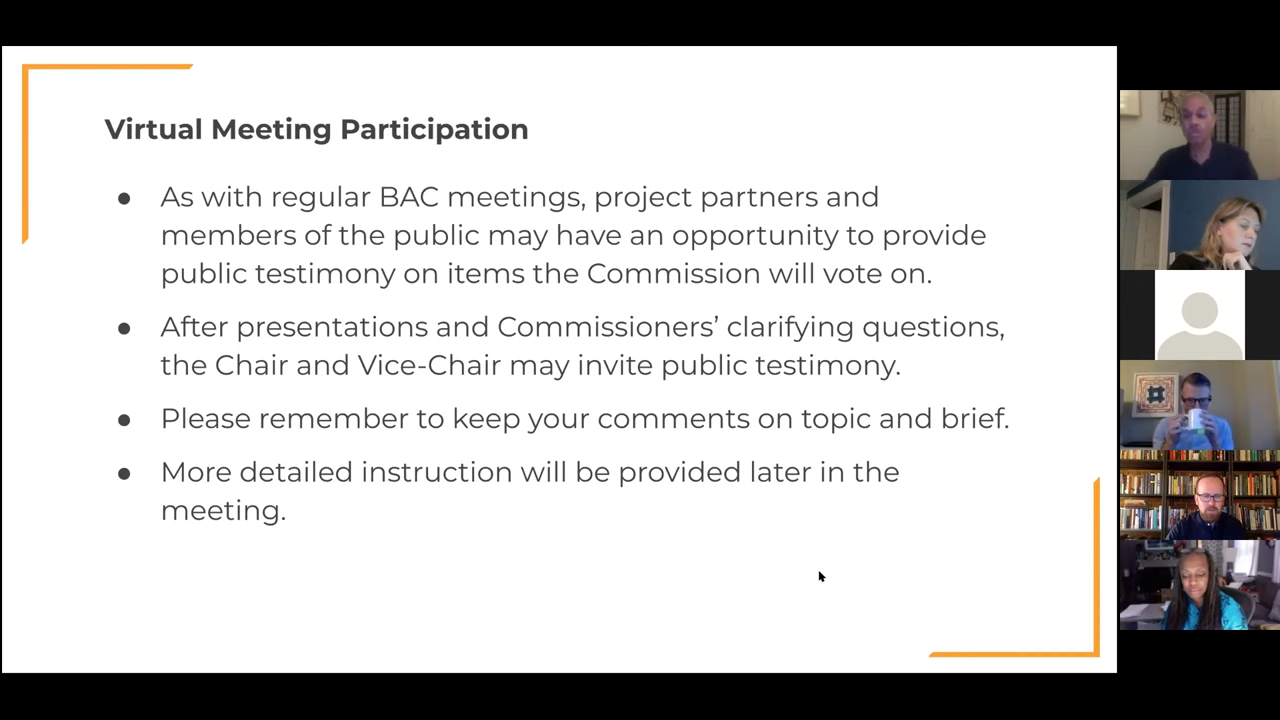 Virtual Meeting Participation
● As with regular BAC meetings, project partners and
members of the public may have an opportunity to provide
public testimony on items the Commission will vote on.
● After presentations and Commissioners’ clarifying questions,
the Chair and Vice-Chair may invite public testimony.
● Please remember to keep your comments on topic and brief.
● More detailed instruction will be provided later in the
meeting.